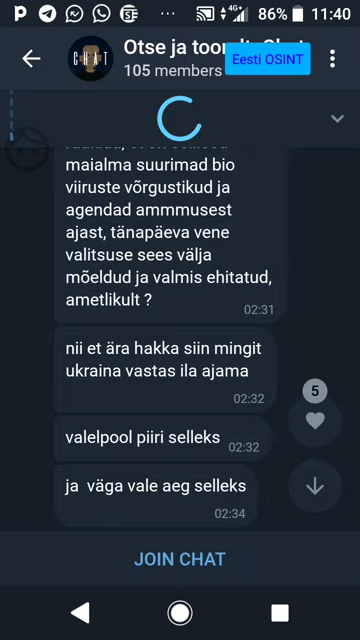 4G+
86%
11:40
Otse ja
Chat
CHAT
105 members
Eesti OSINT
maialma suurimad bio
viiruste võrgustikud ja
agendad ammmusest
ajast, tänapäeva vene
valitsuse sees välja
mõeldud ja valmis ehitatud,
ametlikult ?
02:31
nii et ära hakka siin mingit
ukraina vastas ila ajama
02:32
5
valelpool piiri selleks
02:32
ja väga vale aeg selleks
02:34
JOIN CHAT